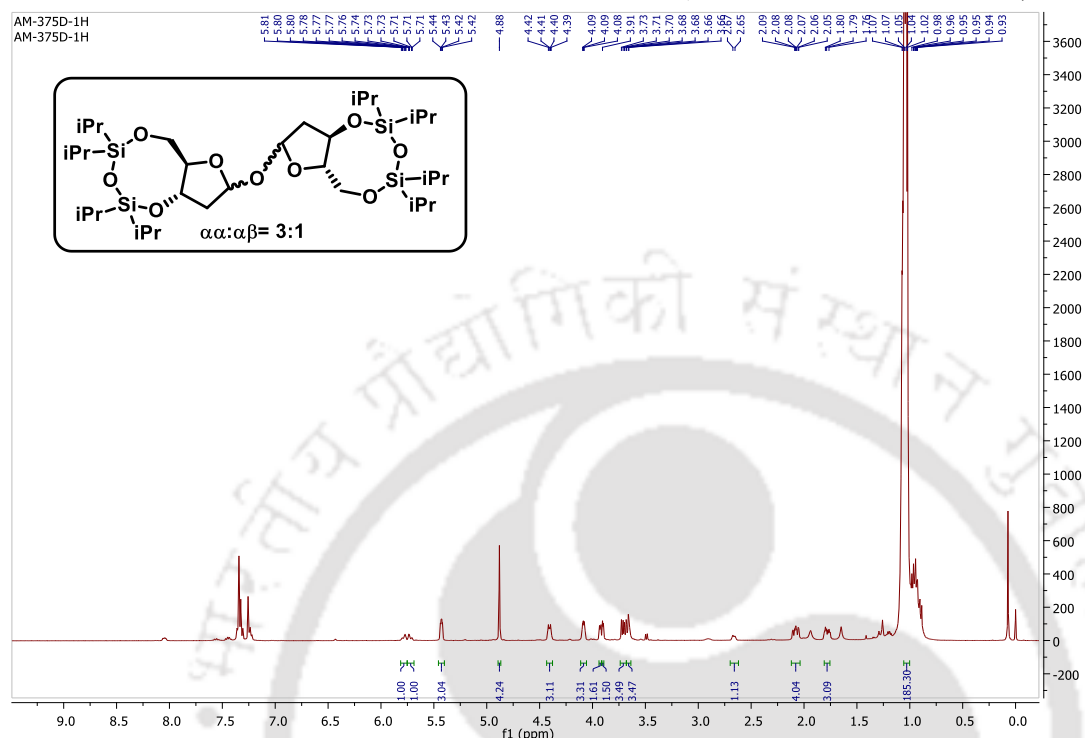 AM-375D-1H
AM-375D-1H
5.81 5.80 5.80 5.78 5.77 5.77 5.76 5.74 5.73 5.73 5.71 5.71 5.71 5.71 5.44 5.43 5.42 5.42 4.88 4.42 4.41 4.40 4.39 4.09 4.09 4.08 3.91 3.73 3.71 3.70 3.68 3.68 3.66 2.65 2.09 2.08 2.08 2.07 2.06 2.05 1.80 1.79 1.76 1.07 1.07 1.05 1.04 1.02 0.98 0.96 0.95 0.95 0.94 0.93
iPr iPr
iPr O Si
iPr Si O O
O O O Si iPr
Si O O iPr
iPr iPr
αα:αβ= 3:1
3600
3400
3200
3000
2800
2600
2400
2200
2000
1800
1600
1400
1200
1000
800
600
400
200
0
-200
1.00 1.00 3.04 4.24 3.11 3.31 1.61 1.50 3.49 3.47 1.13 4.04 3.09 185.30
9.0 8.5 8.0 7.5 7.0 6.5 6.0 5.5 5.0 4.5 4.0 3.5 3.0 2.5 2.0 1.5 1.0 0.5 0.0
f1 (ppm)
भारतीय प्रौद्योगिकी संस्थान